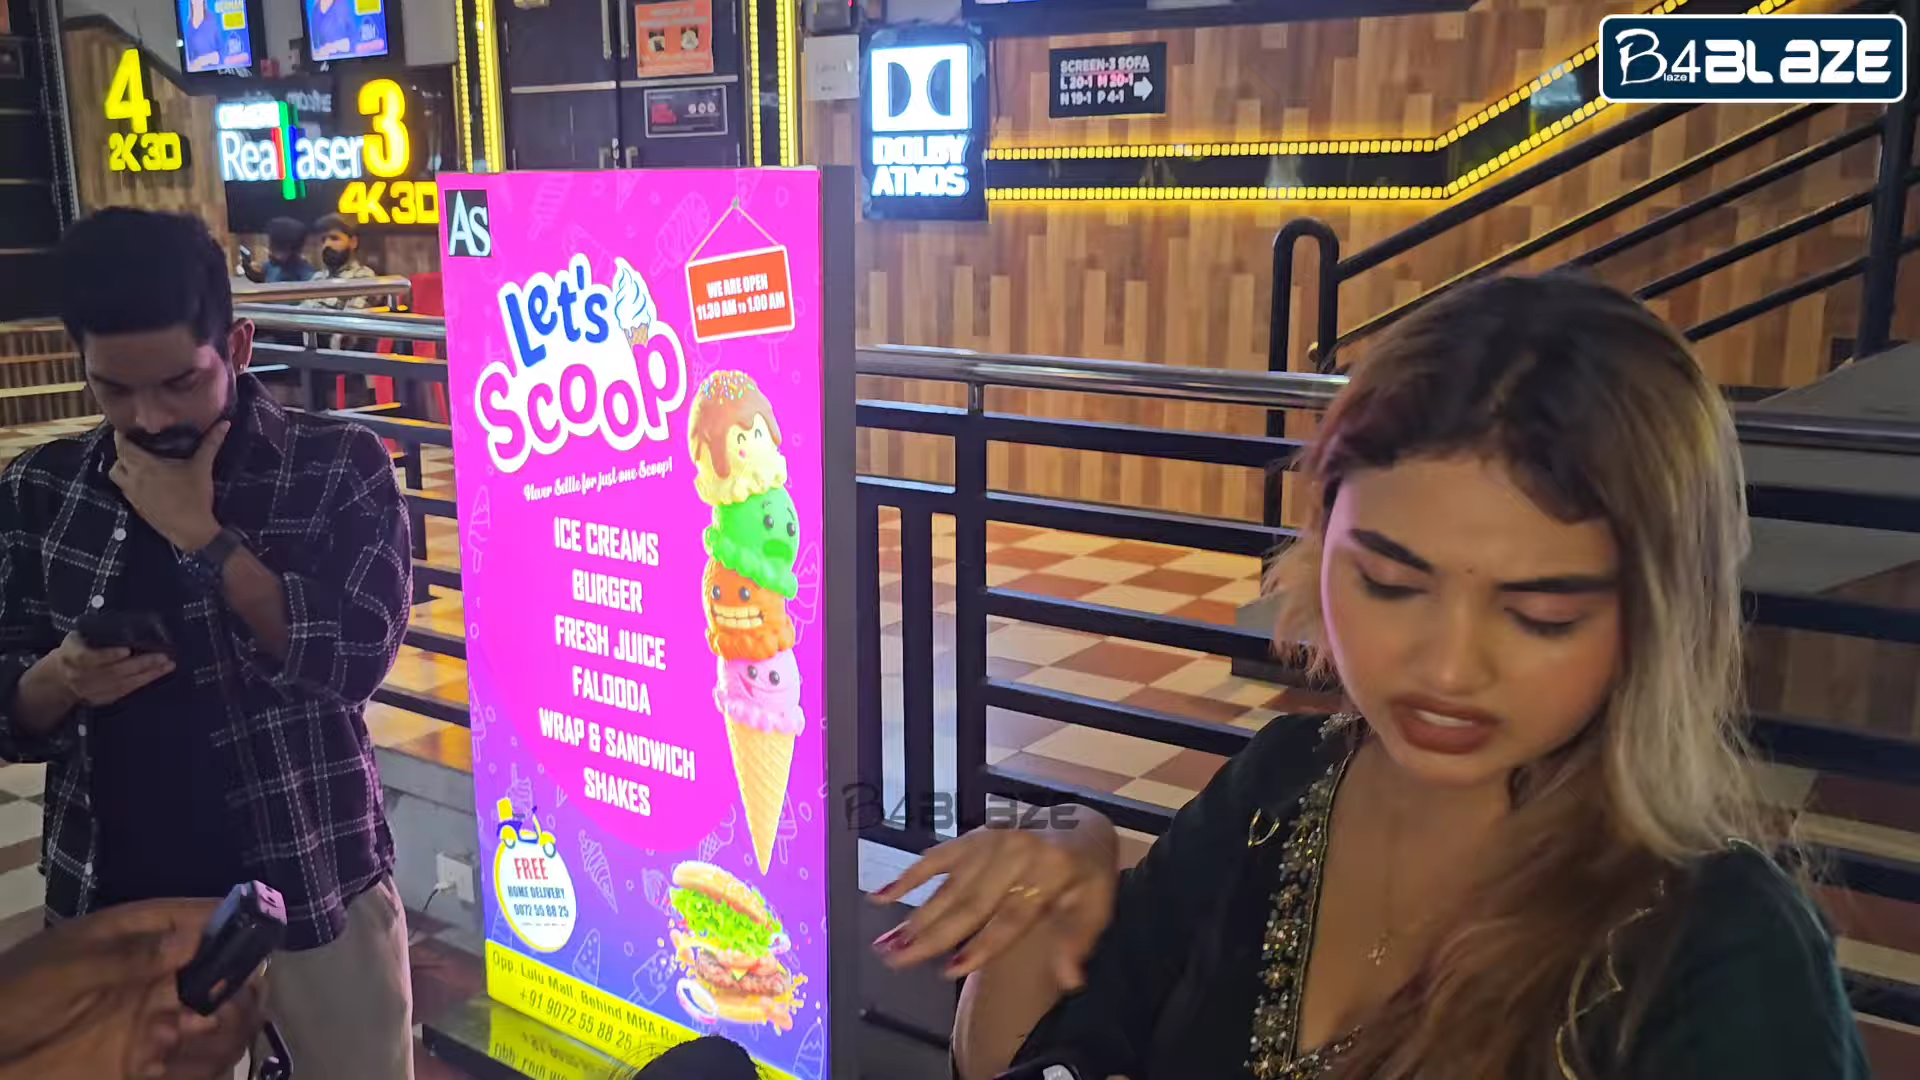 B4BLAZE
Blaze
4
2K3D
RealLaser
3
4K3D
DOLBY
ATMOS
SCREEN-3 SOFA
L 20-1 M 20-1
N 19-1 P 4-1
AS
Let's
Scoop
WE ARE OPEN
11.30 AM TO 1.00 AM
Never Settle for just one Scoop!
ICE CREAMS
BURGER
FRESH JUICE
FALOODA
WRAP & SANDWICH
SHAKES
FREE
HOME DELIVERY
9072 55 88 25
Opp. Lulu Mall, Behind MRA
+91 9072 55 88 25
B4BLAZE